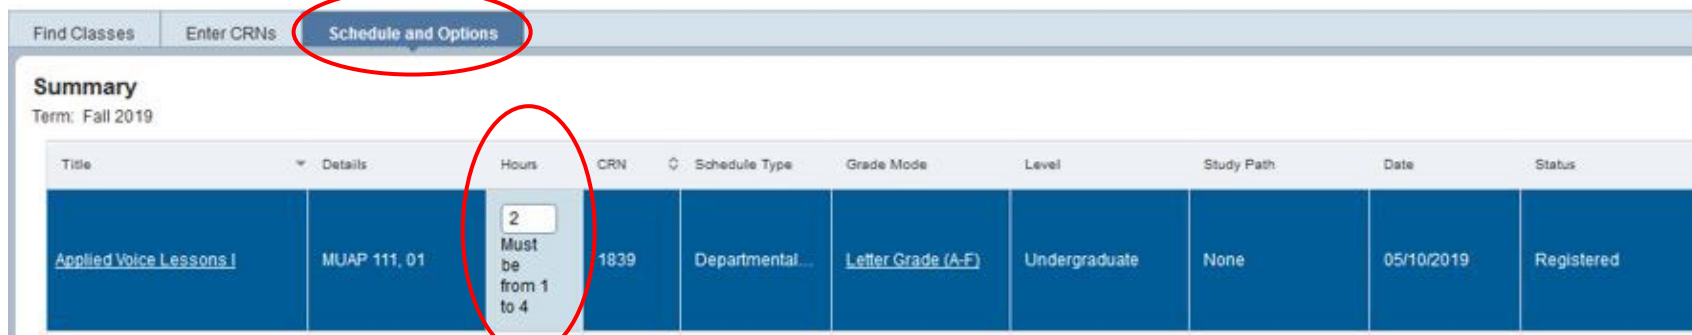 Find Classes Enter CRNs Schedule and Options
Summary
Term: Fall 2019
Title Details Hours CRN Schedule Type Grade Mode Level Study Path Date Status
Applied Voice Lessons I MUAP 111, 01 2 1839 Departmental... Letter Grade (A-F) Undergraduate None 05/10/2019 Registered
Must
be
from 1
to 4